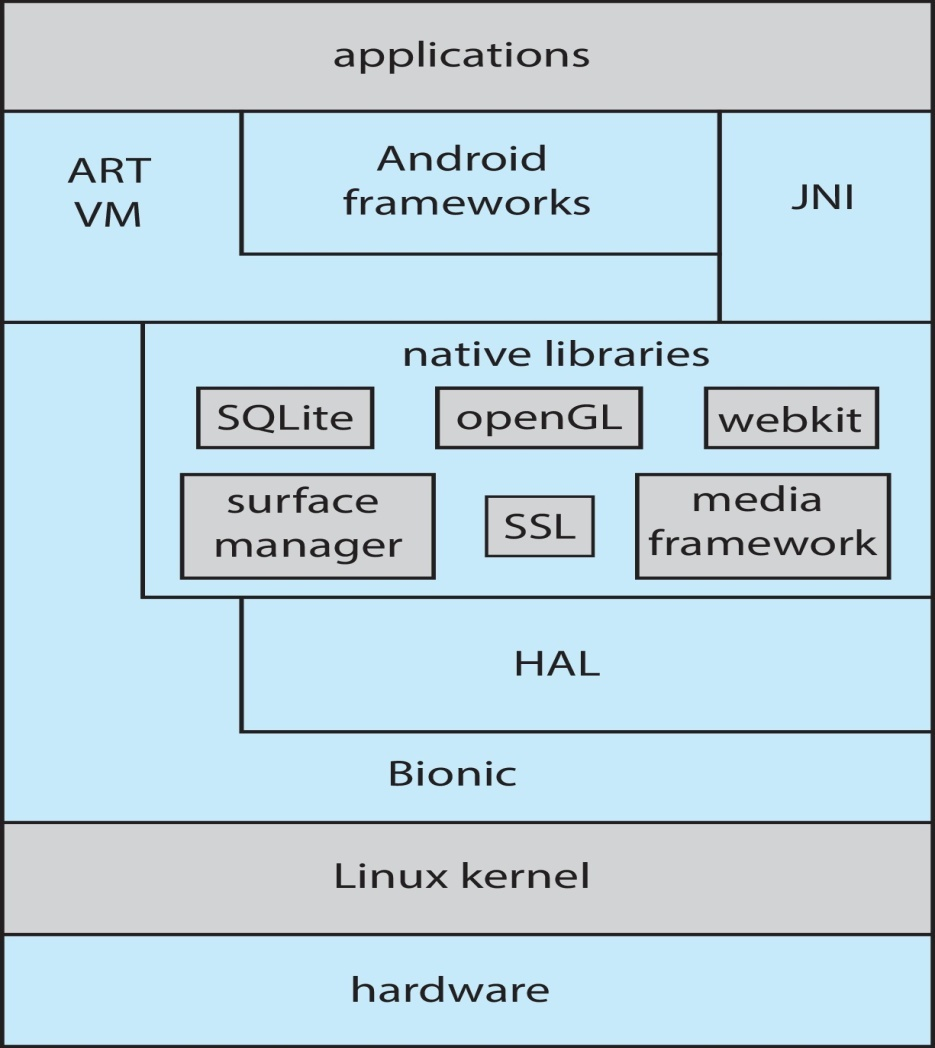 applications
ART
VM
Android
frameworks
JNI
native libraries
SQLite
openGL
webkit
surface
manager
SSL
media
framework
HAL
Bionic
Linux kernel
hardware